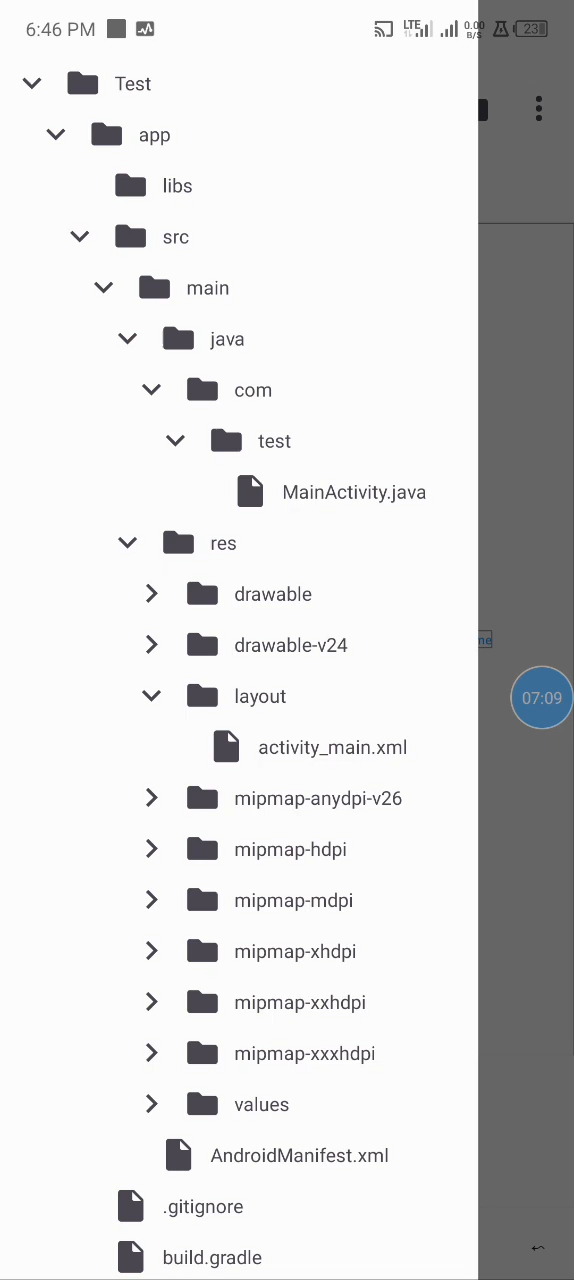 6:46 PM LTE 0.00 B/S 23
Test
app
libs
src
main
java
com
test
MainActivity.java
res
drawable
drawable-v24
me
layout
07:09
activity_main.xml
mipmap-anydpi-v26
mipmap-hdpi
mipmap-mdpi
mipmap-xhdpi
mipmap-xxhdpi
mipmap-xxxhdpi
values
AndroidManifest.xml
.gitignore
build.gradle